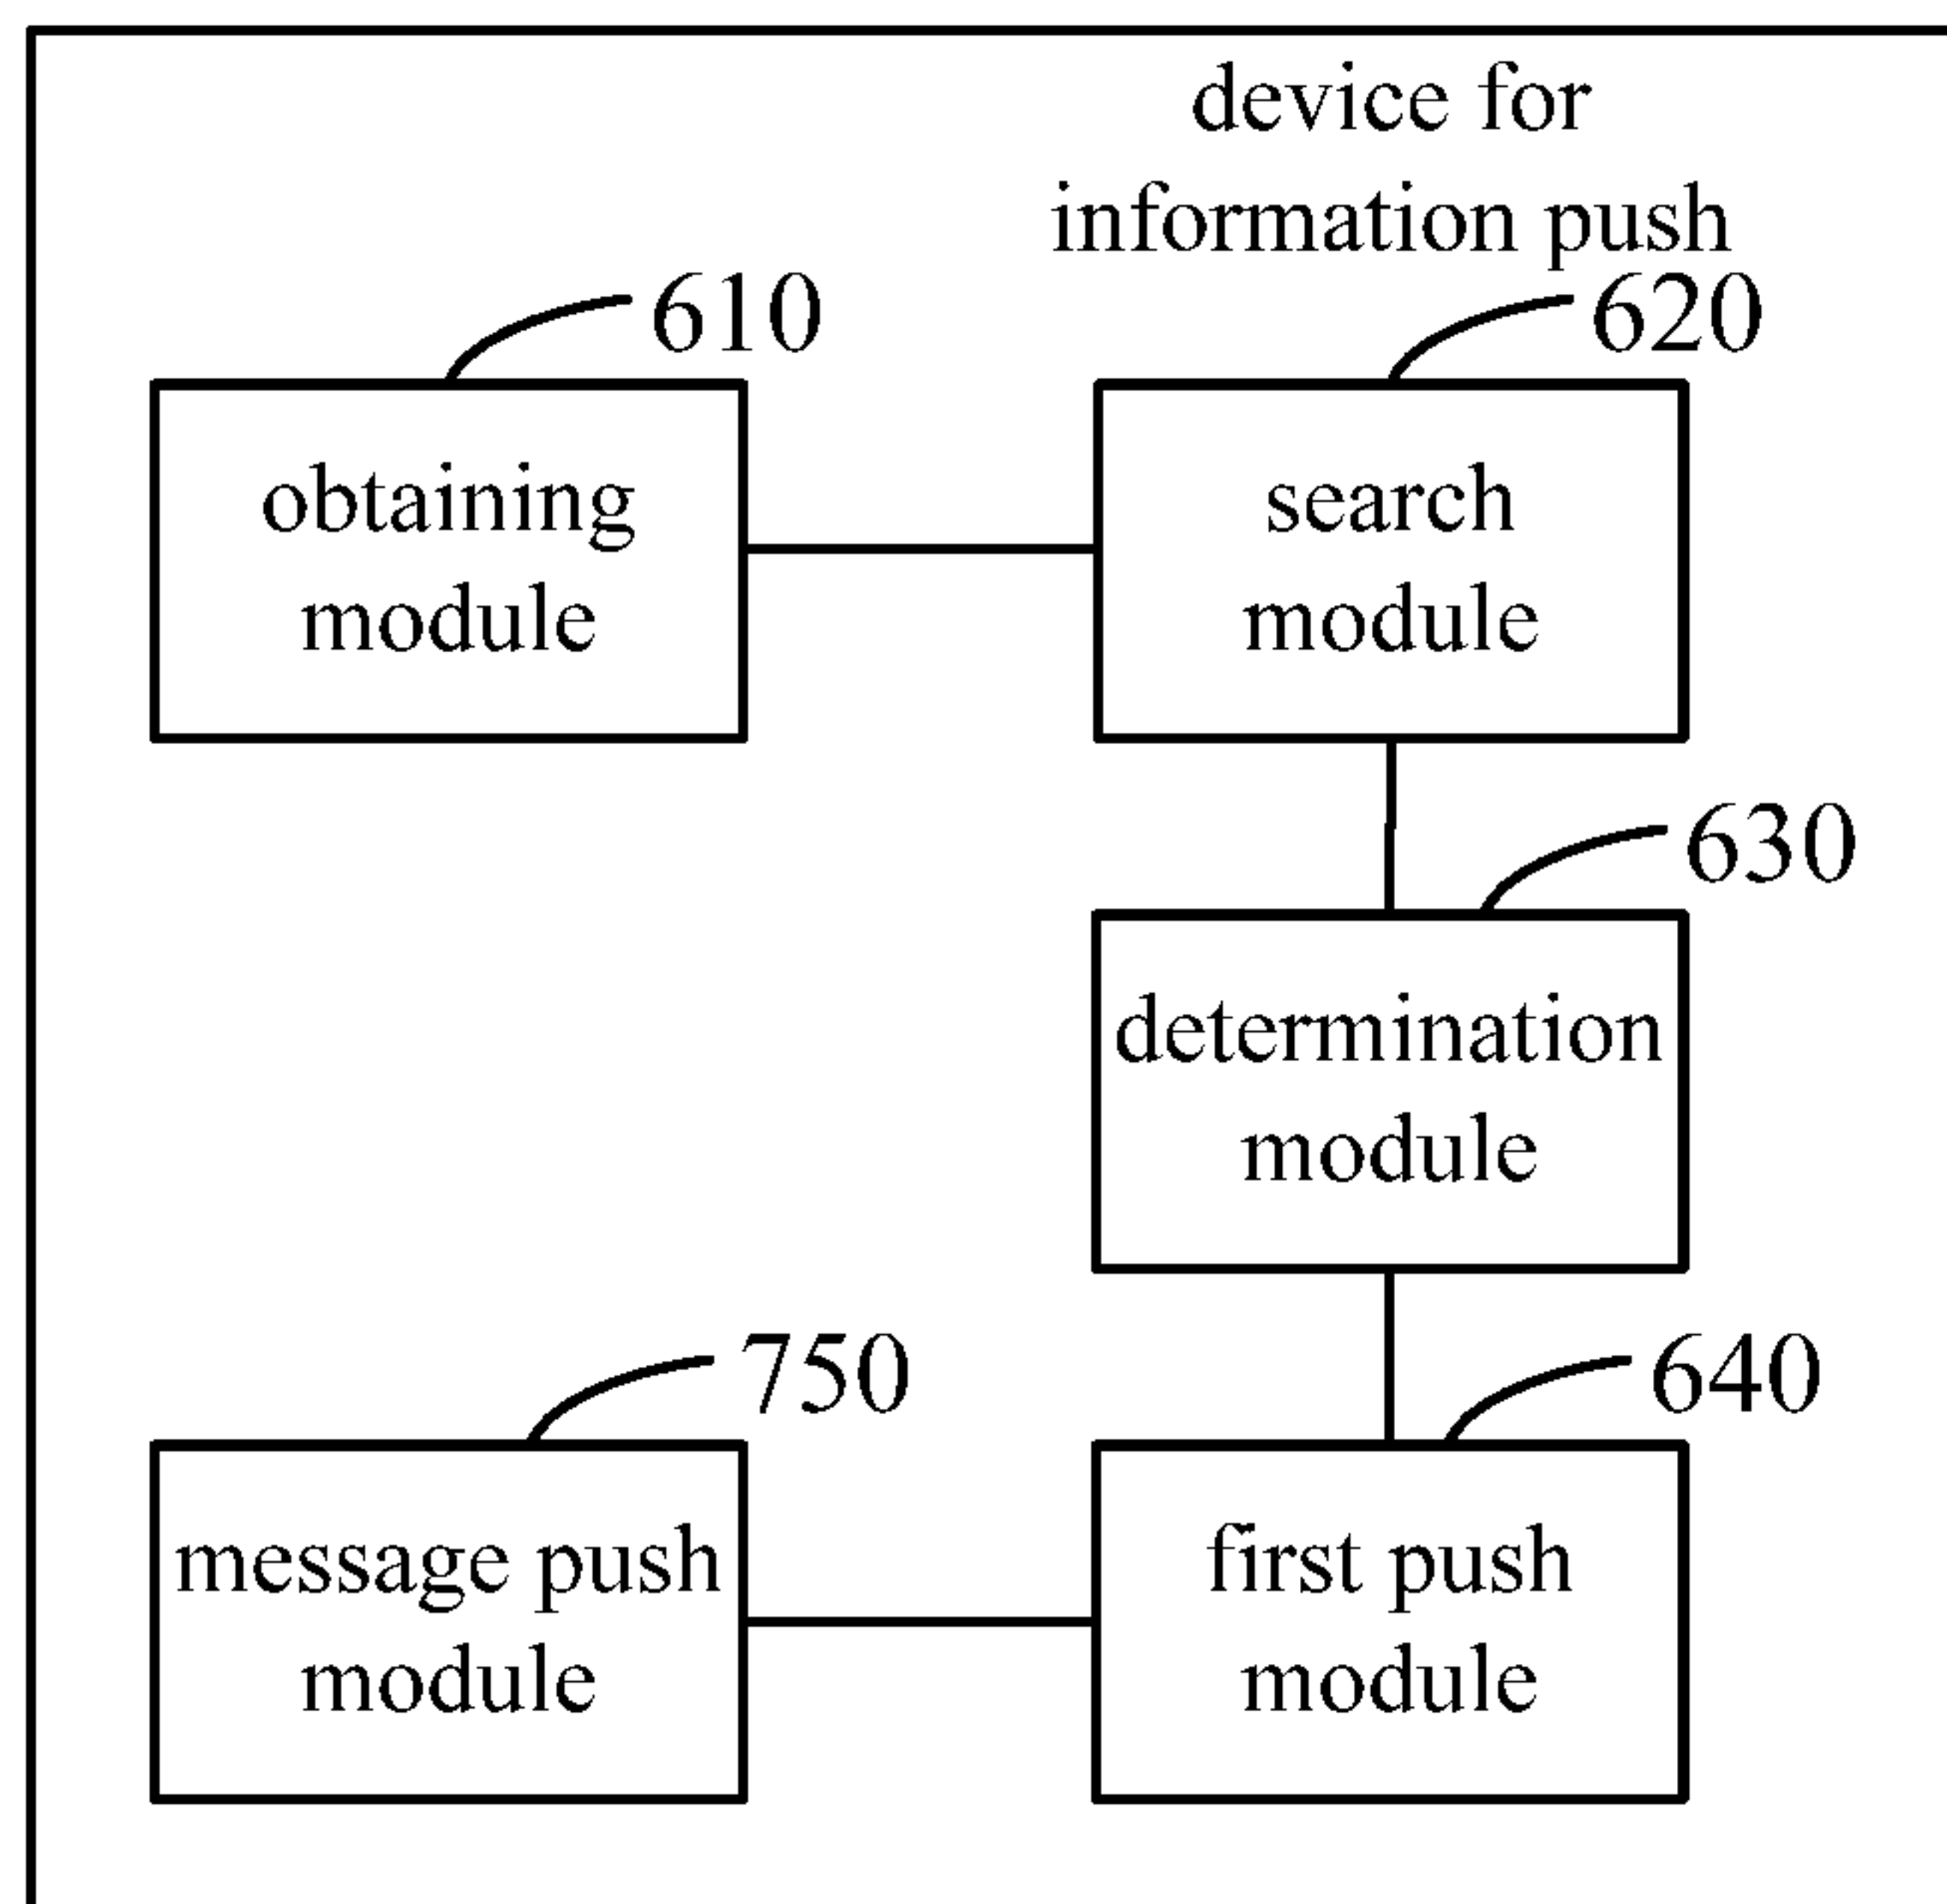 device for
information push
610
620
obtaining
module
search
module
630
determination
module
750
640
message push
module
first push
module